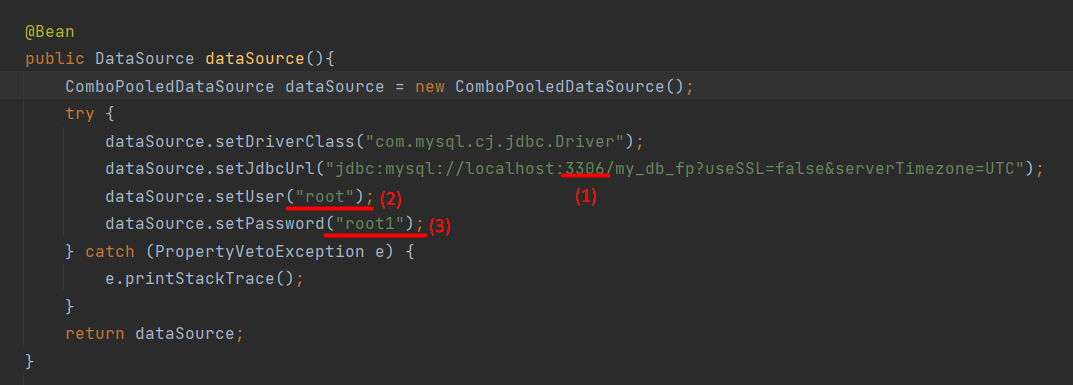 @Bean
public DataSource dataSource(){
ComboPooledDataSource dataSource = new ComboPooledDataSource();
try {
dataSource.setDriverClass("com.mysql.cj.jdbc.Driver");
dataSource.setJdbcUrl("jdbc:mysql://localhost:3306/my_db_fp?useSSL=false&serverTimezone=UTC");
(1)
dataSource.setUser("root"); (2)
dataSource.setPassword("root1"); (3)
} catch (PropertyVetoException e) {
e.printStackTrace();
}
return dataSource;
}